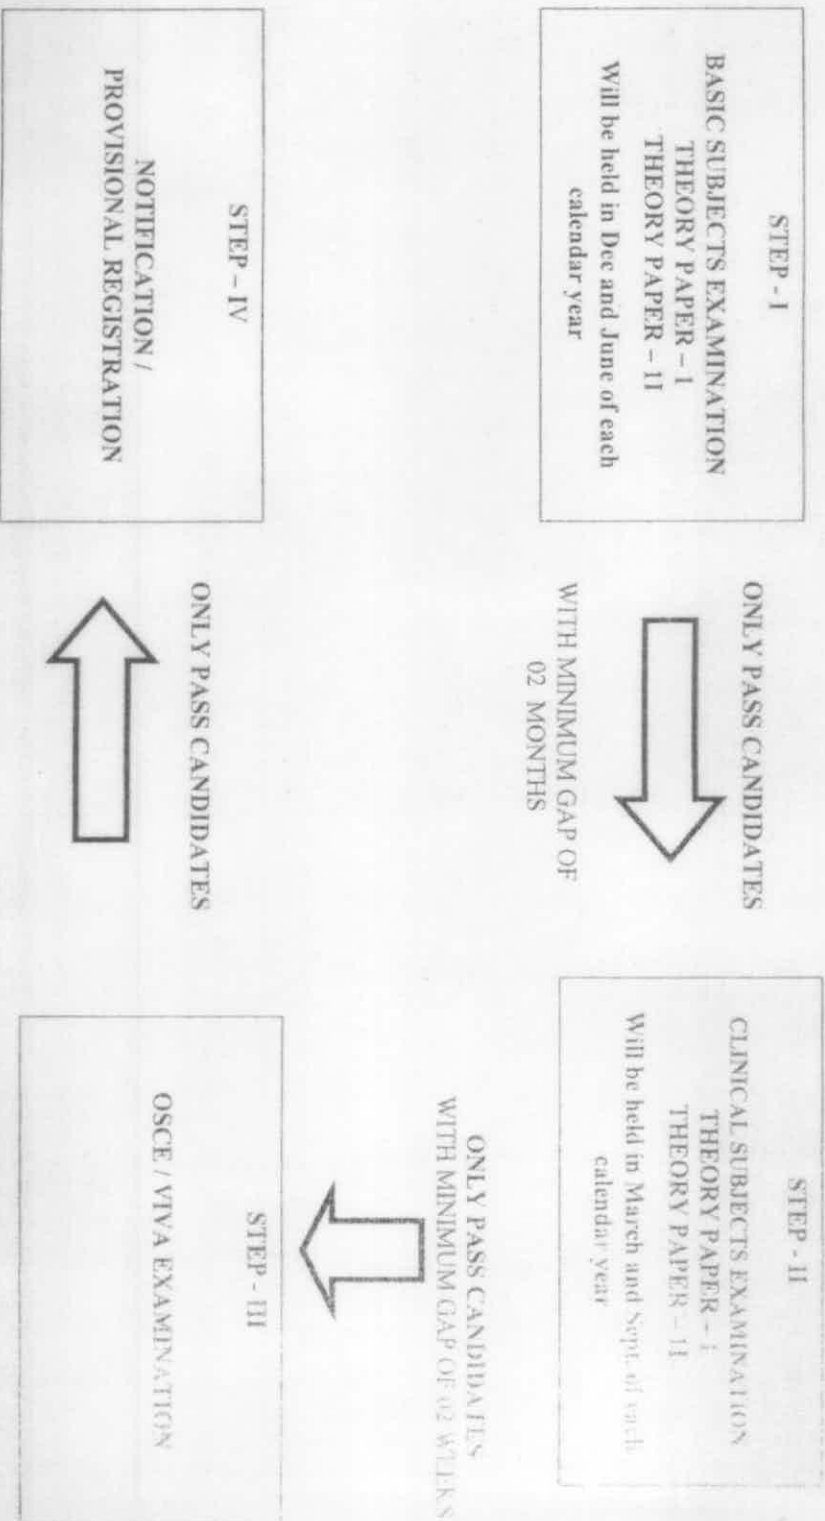 STEP - I
BASIC SUBJECTS EXAMINATION
THEORY PAPER – I
THEORY PAPER – II
Will be held in Dec and June of each
calendar year
ONLY PASS CANDIDATES
WITH MINIMUM GAP OF
02 MONTHS
STEP - II
CLINICAL SUBJECTS EXAMINATION
THEORY PAPER – I
THEORY PAPER – II
Will be held in March and Sept. of each
calendar year
ONLY PASS CANDIDATES
WITH MINIMUM GAP OF 02 WEEKS
STEP - III
OSCE / VIVA EXAMINATION
ONLY PASS CANDIDATES
STEP – IV
NOTIFICATION /
PROVISIONAL REGISTRATION